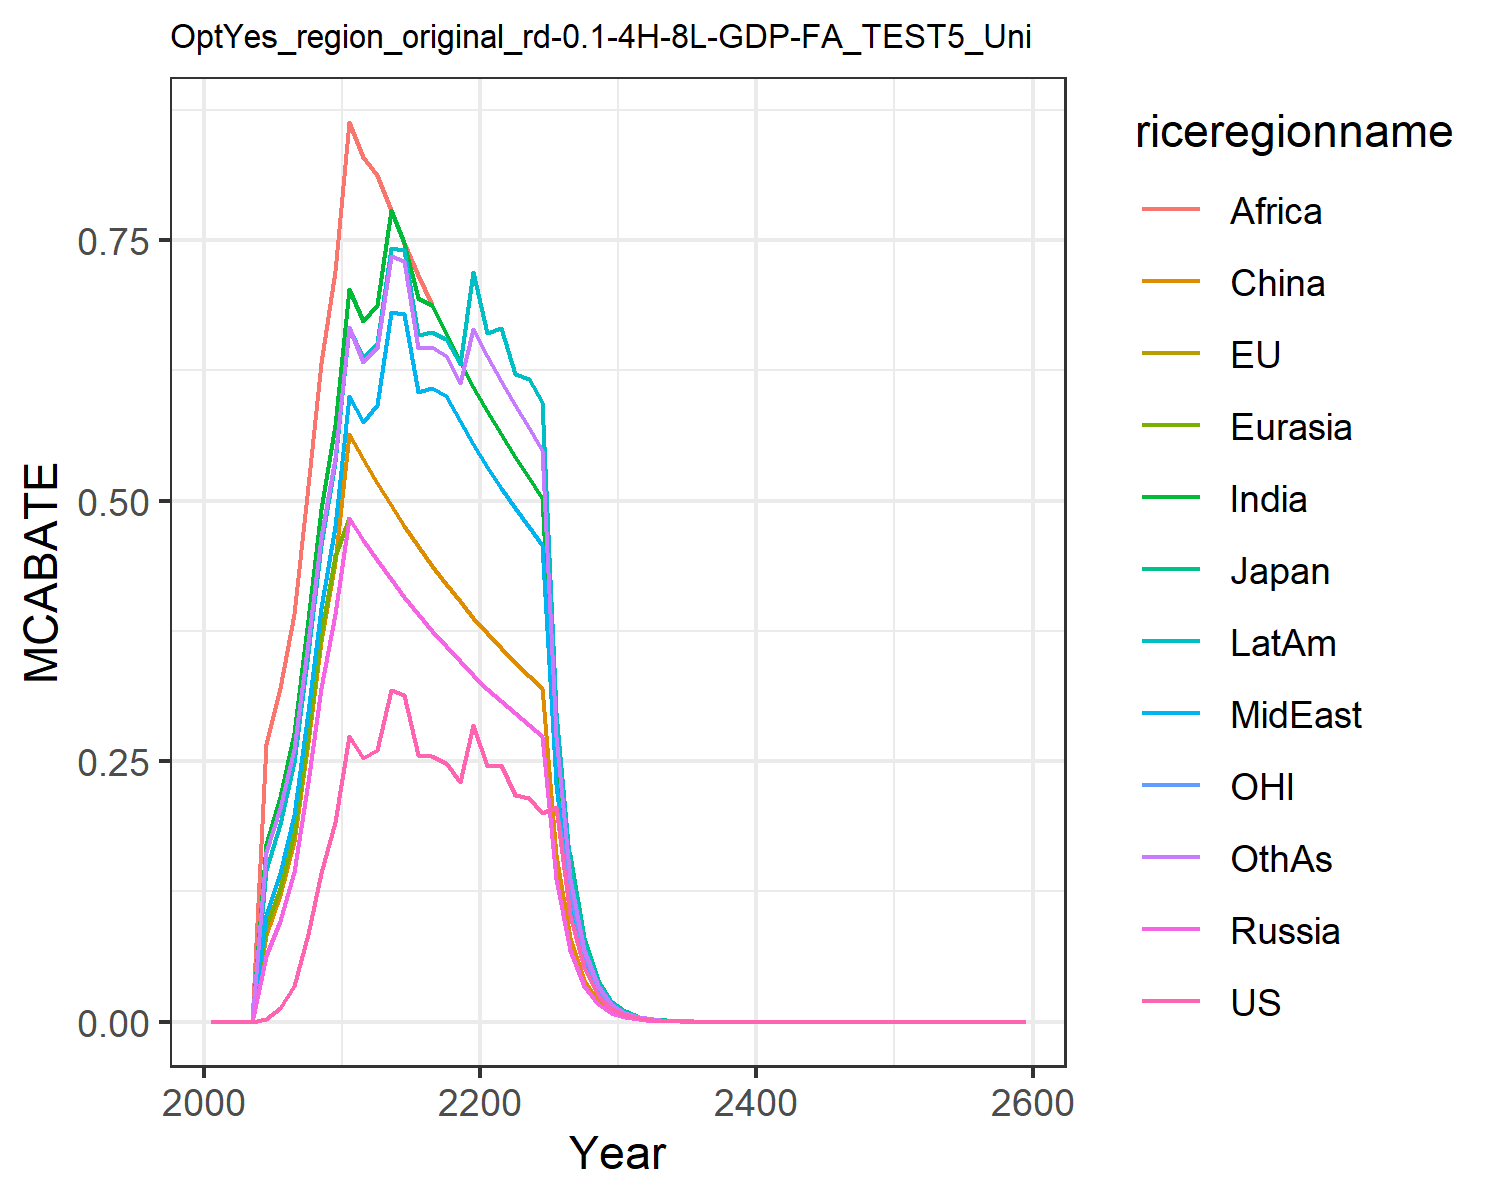 OptYes_region_original_rd-0.1-4H-8L-GDP-FA_TEST5_Uni
MCABATE
0.75
0.50
0.25
0.00
2000 2200 2400 2600
Year
riceregionname
Africa
China
EU
Eurasia
India
Japan
LatAm
MidEast
OHI
OthAs
Russia
US